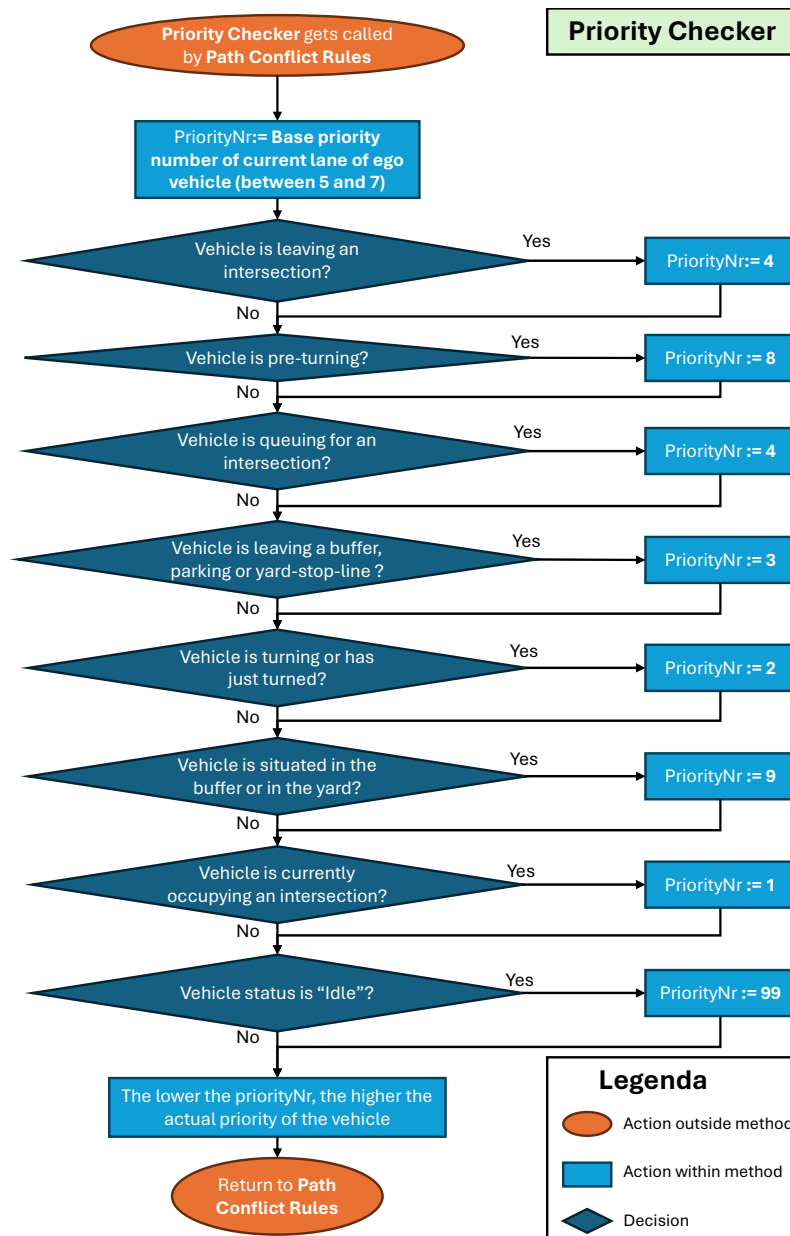 Priority Checker gets called
by Path Conflict Rules
Priority Checker
PriorityNr:= Base priority
number of current lane of ego
vehicle (between 5 and 7)
Vehicle is leaving an
intersection?
Yes
PriorityNr:= 4
No
Vehicle is pre-turning?
Yes
PriorityNr := 8
No
Vehicle is queuing for an
intersection?
Yes
PriorityNr := 4
No
Vehicle is leaving a buffer,
parking or yard-stop-line ?
Yes
PriorityNr := 3
No
Vehicle is turning or has
just turned?
Yes
PriorityNr := 2
No
Vehicle is situated in the
buffer or in the yard?
Yes
PriorityNr := 9
No
Vehicle is currently
occupying an intersection?
Yes
PriorityNr := 1
No
Vehicle status is “Idle”?
Yes
PriorityNr := 99
No
The lower the priorityNr, the higher the
actual priority of the vehicle
Return to Path
Conflict Rules
Legenda
Action outside method
Action within method
Decision